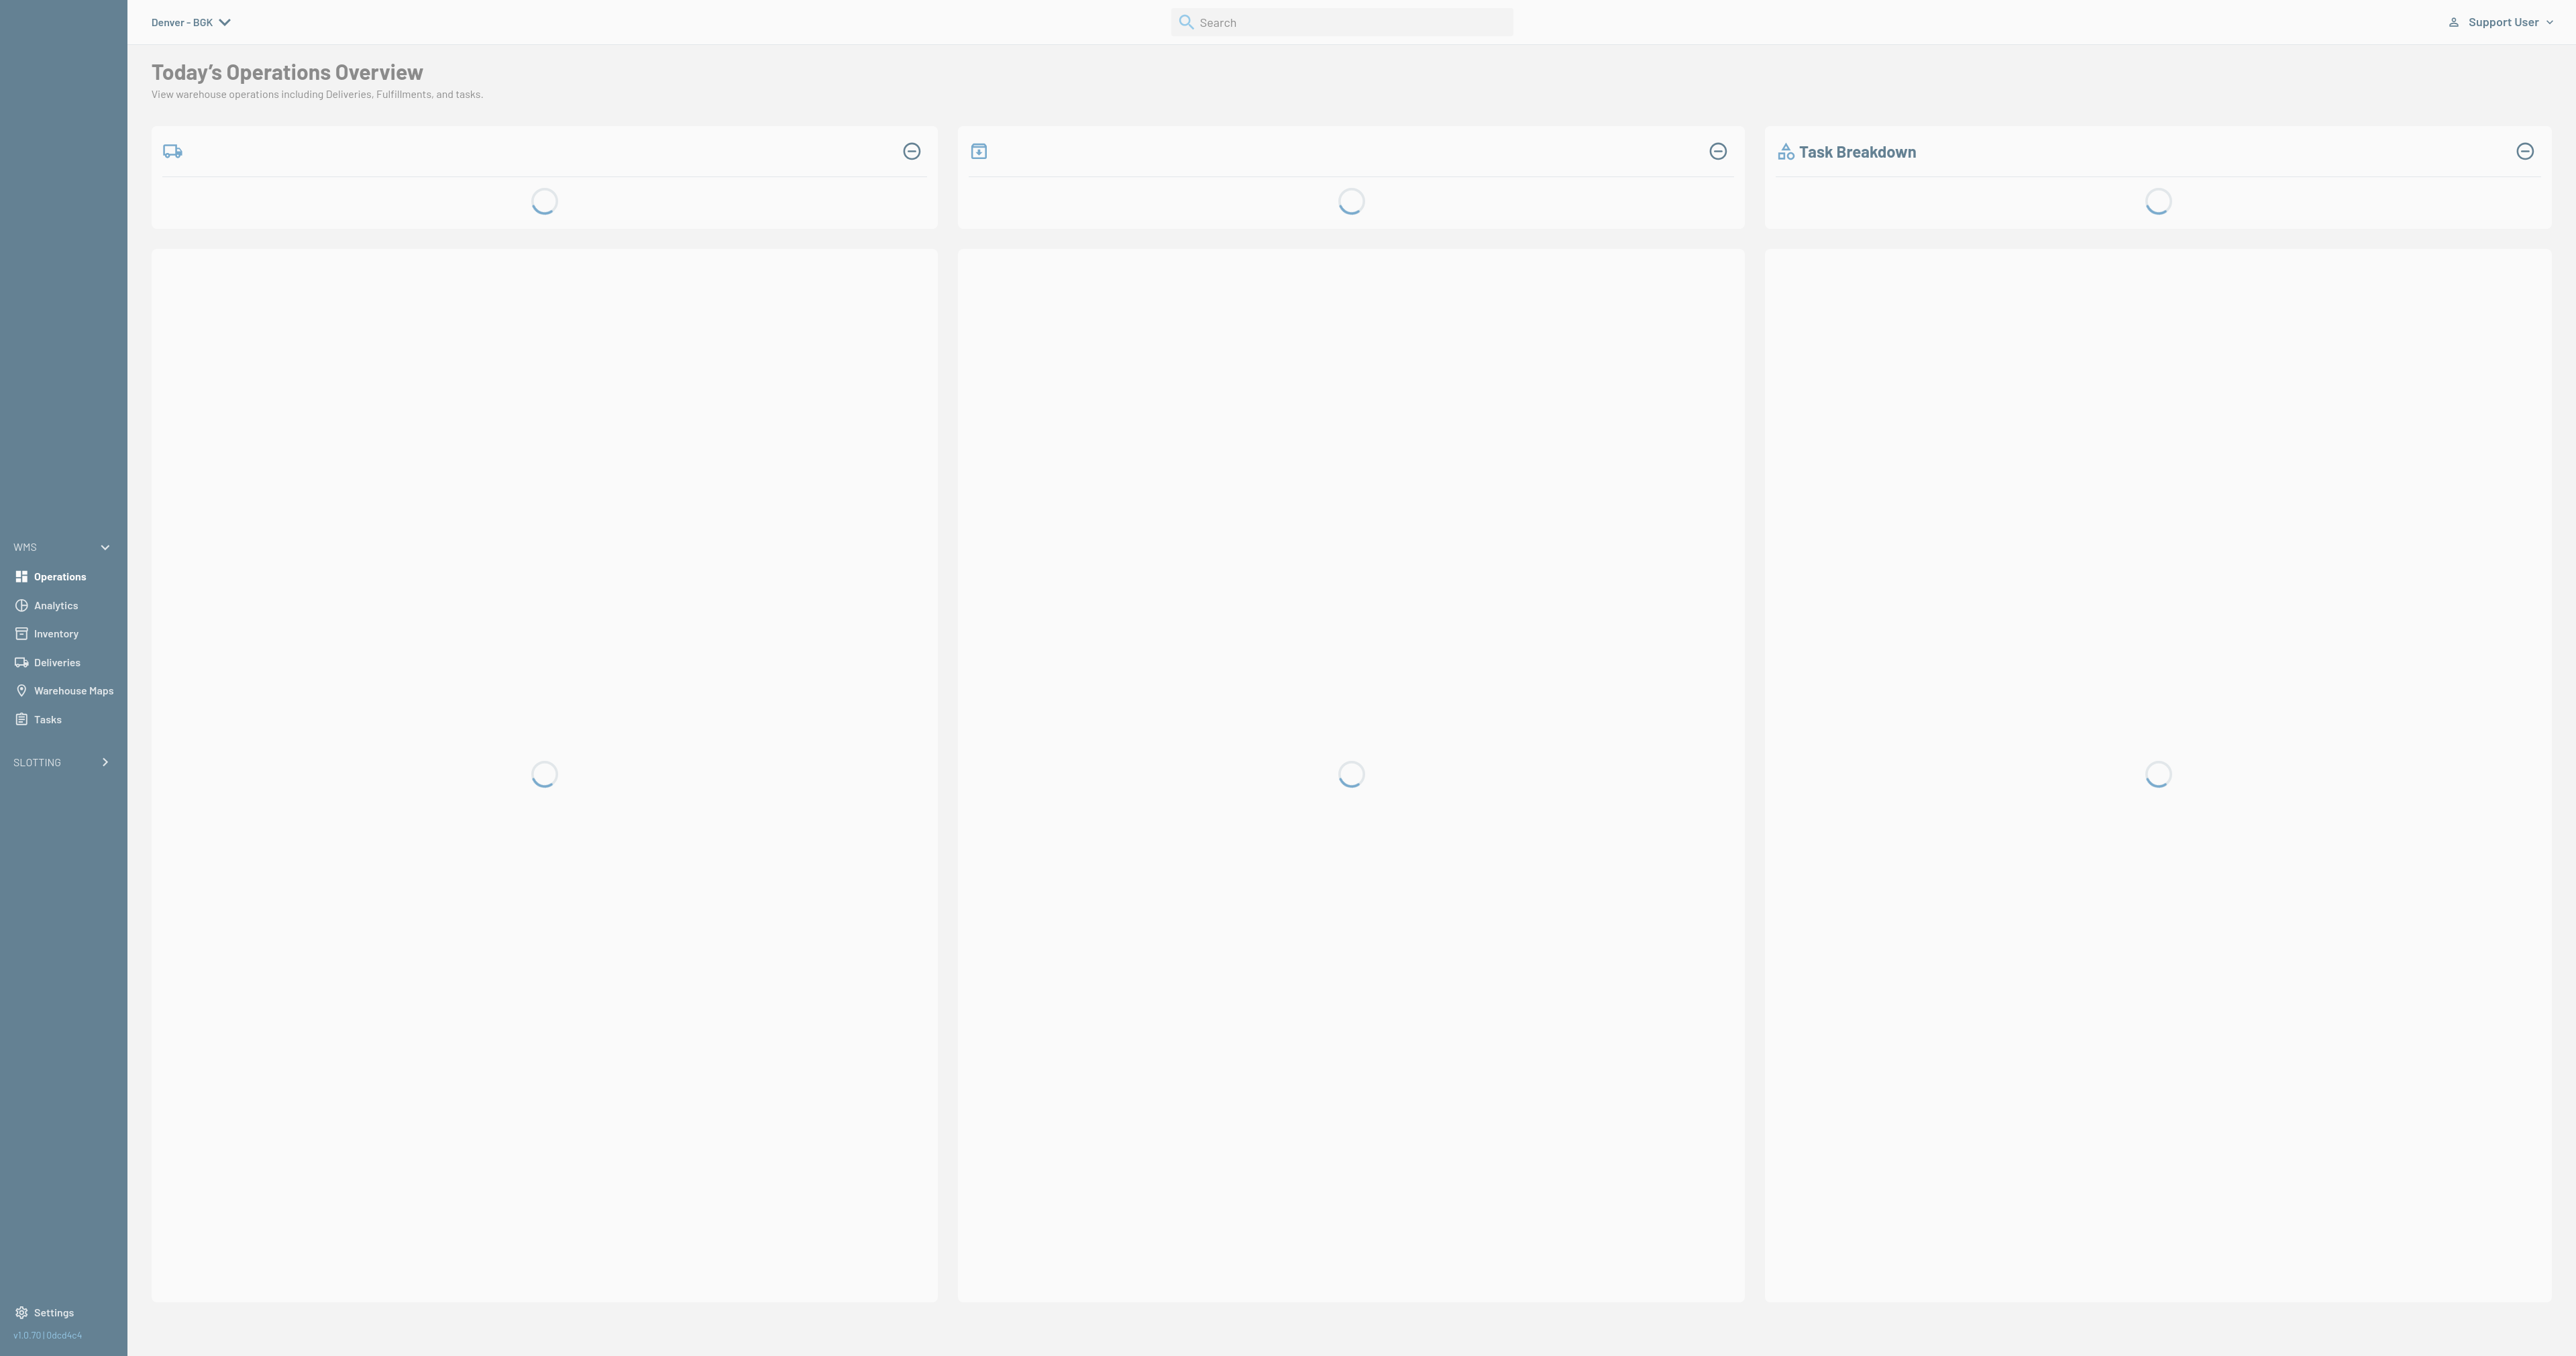 Denver - BGK
Search
Support User
Today’s Operations Overview
View warehouse operations including Deliveries, Fulfillments, and tasks.
Task Breakdown
WMS
Operations
Analytics
Inventory
Deliveries
Warehouse Maps
Tasks
SLOTTING
Settings
v1.0.70 | 0dcd4c4